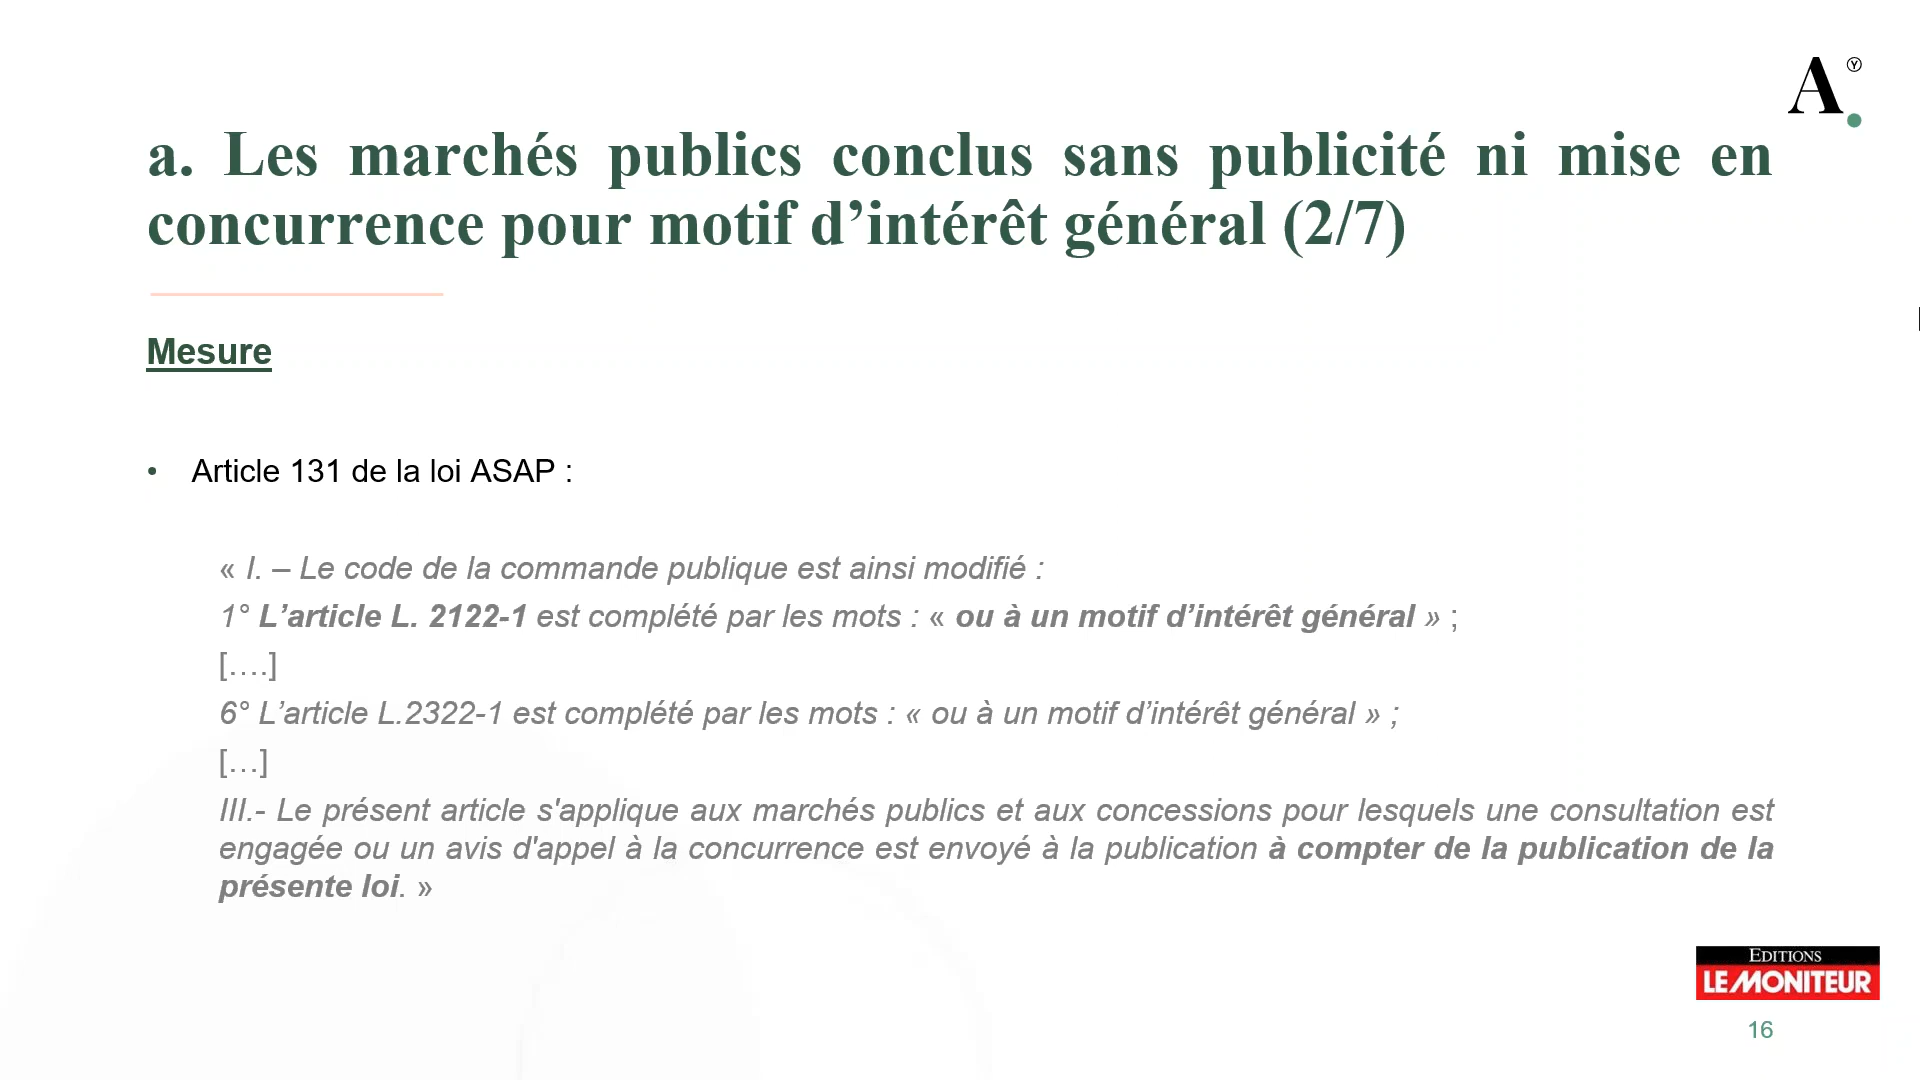 A
Y
a. Les marchés publics conclus sans publicité ni mise en
concurrence pour motif d’intérêt général (2/7)
Mesure
• Article 131 de la loi ASAP :
« I. – Le code de la commande publique est ainsi modifié :
1° L’article L. 2122-1 est complété par les mots : « ou à un motif d’intérêt général » ;
[….]
6° L’article L.2322-1 est complété par les mots : « ou à un motif d’intérêt général » ;
[…]
III.- Le présent article s'applique aux marchés publics et aux concessions pour lesquels une consultation est
engagée ou un avis d'appel à la concurrence est envoyé à la publication à compter de la publication de la
présente loi. »
EDITIONS
LE MONITEUR
16